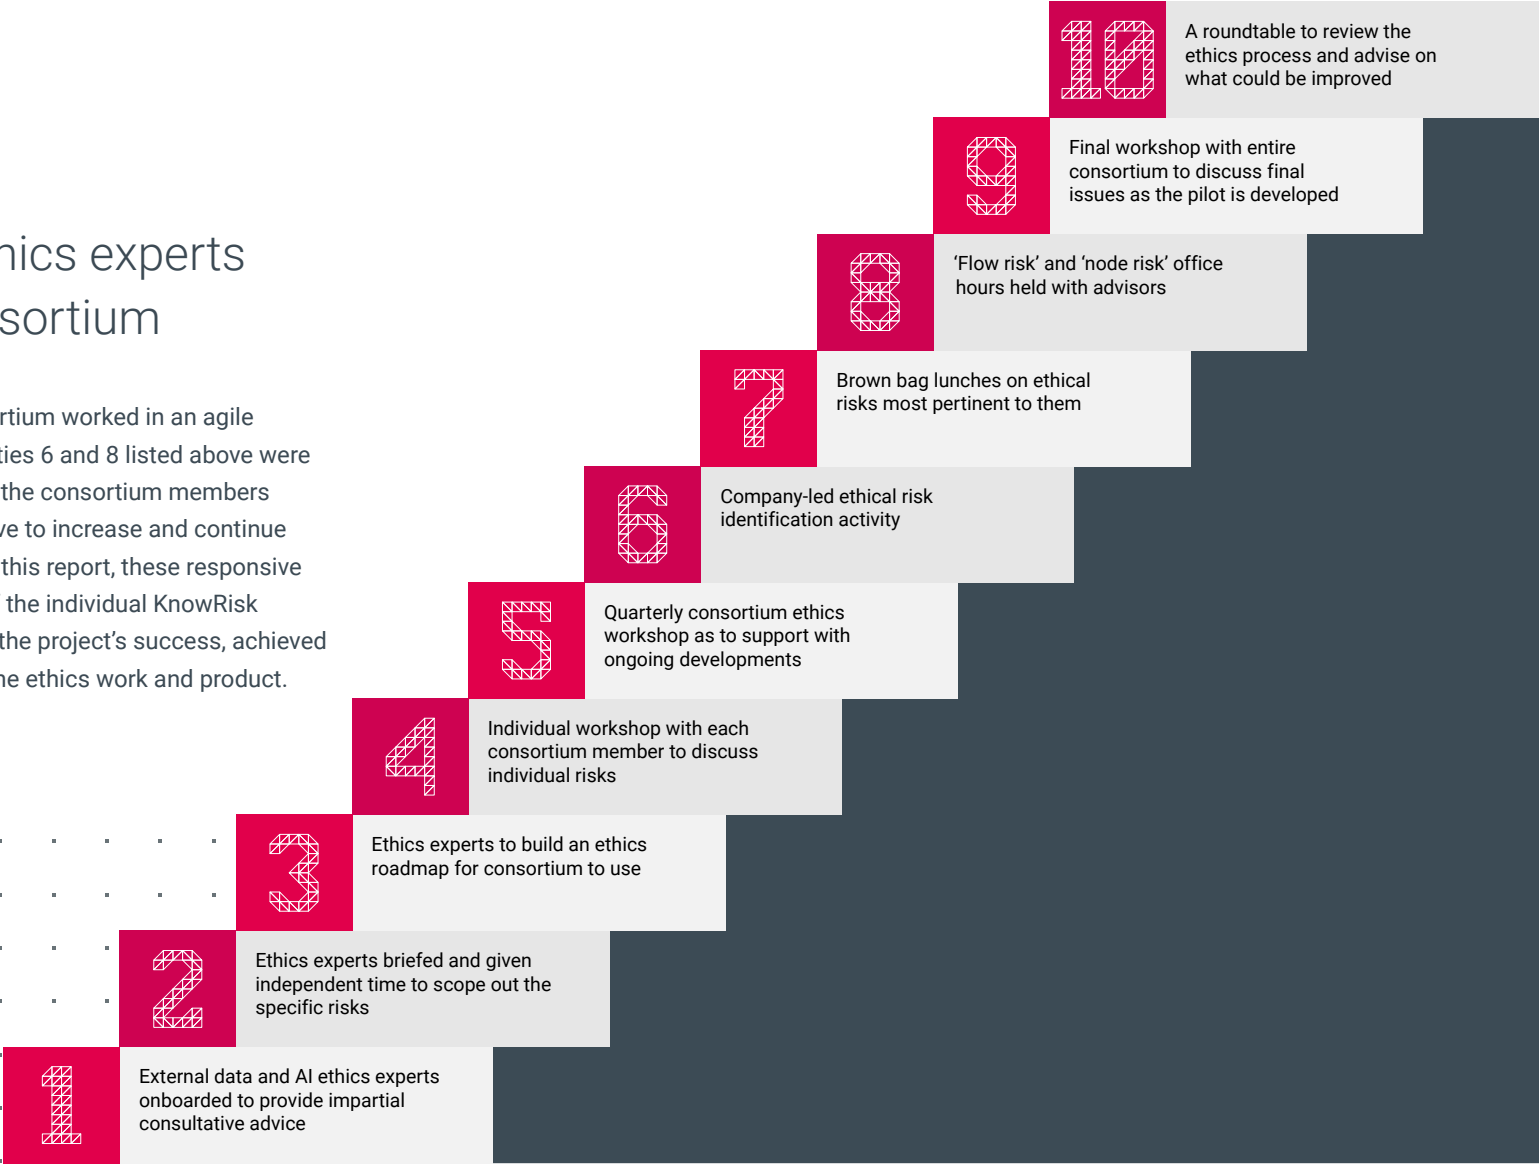 10
A roundtable to review the
ethics process and advise on
what could be improved
9
Final workshop with entire
consortium to discuss final
issues as the pilot is developed
8
‘Flow risk’ and ‘node risk’ office
hours held with advisors
7
Brown bag lunches on ethical
risks most pertinent to them
6
Company-led ethical risk
identification activity
5
Quarterly consortium ethics
workshop as to support with
ongoing developments
4
Individual workshop with each
consortium member to discuss
individual risks
3
Ethics experts to build an ethics
roadmap for consortium to use
2
Ethics experts briefed and given
independent time to scope out the
specific risks
1
External data and AI ethics experts
onboarded to provide impartial
consultative advice
experts
worked in an agile
6 and 8 listed above were
the consortium members
to increase and continue
this report, these responsive
the individual KnowRisk
the project’s success, achieved
ethics work and product.